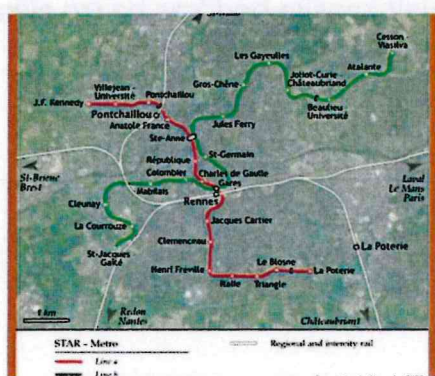 Cesson -
Viasilva
Les Gayeulles
Atalante
Joliot-Curie
Châteaubriand
Villejean -
Université
Pontchaillou
Gros-Chêne
J.F. Kennedy
Beaulieu
Université
Pontchaillou
Anatole France
Jules Ferry
Ste-Anne
République
St-Germain
St-Brieuc
Brest
Laval
Le Mans
Paris
Colombier
Charles de Gaulle
Mabilais
Gares
Cleunay
Rennes
Jacques Cartier
La Courrouze
Clemenceau
La Poterie
St-Jacques
Gaîté
Le Blosne
Henri Fréville
La Poterie
Italie
Triangle
1 km
Redon
Nantes
Châteaubriant
STAR - Metro
Regional and intercity rail
Line a
Line b